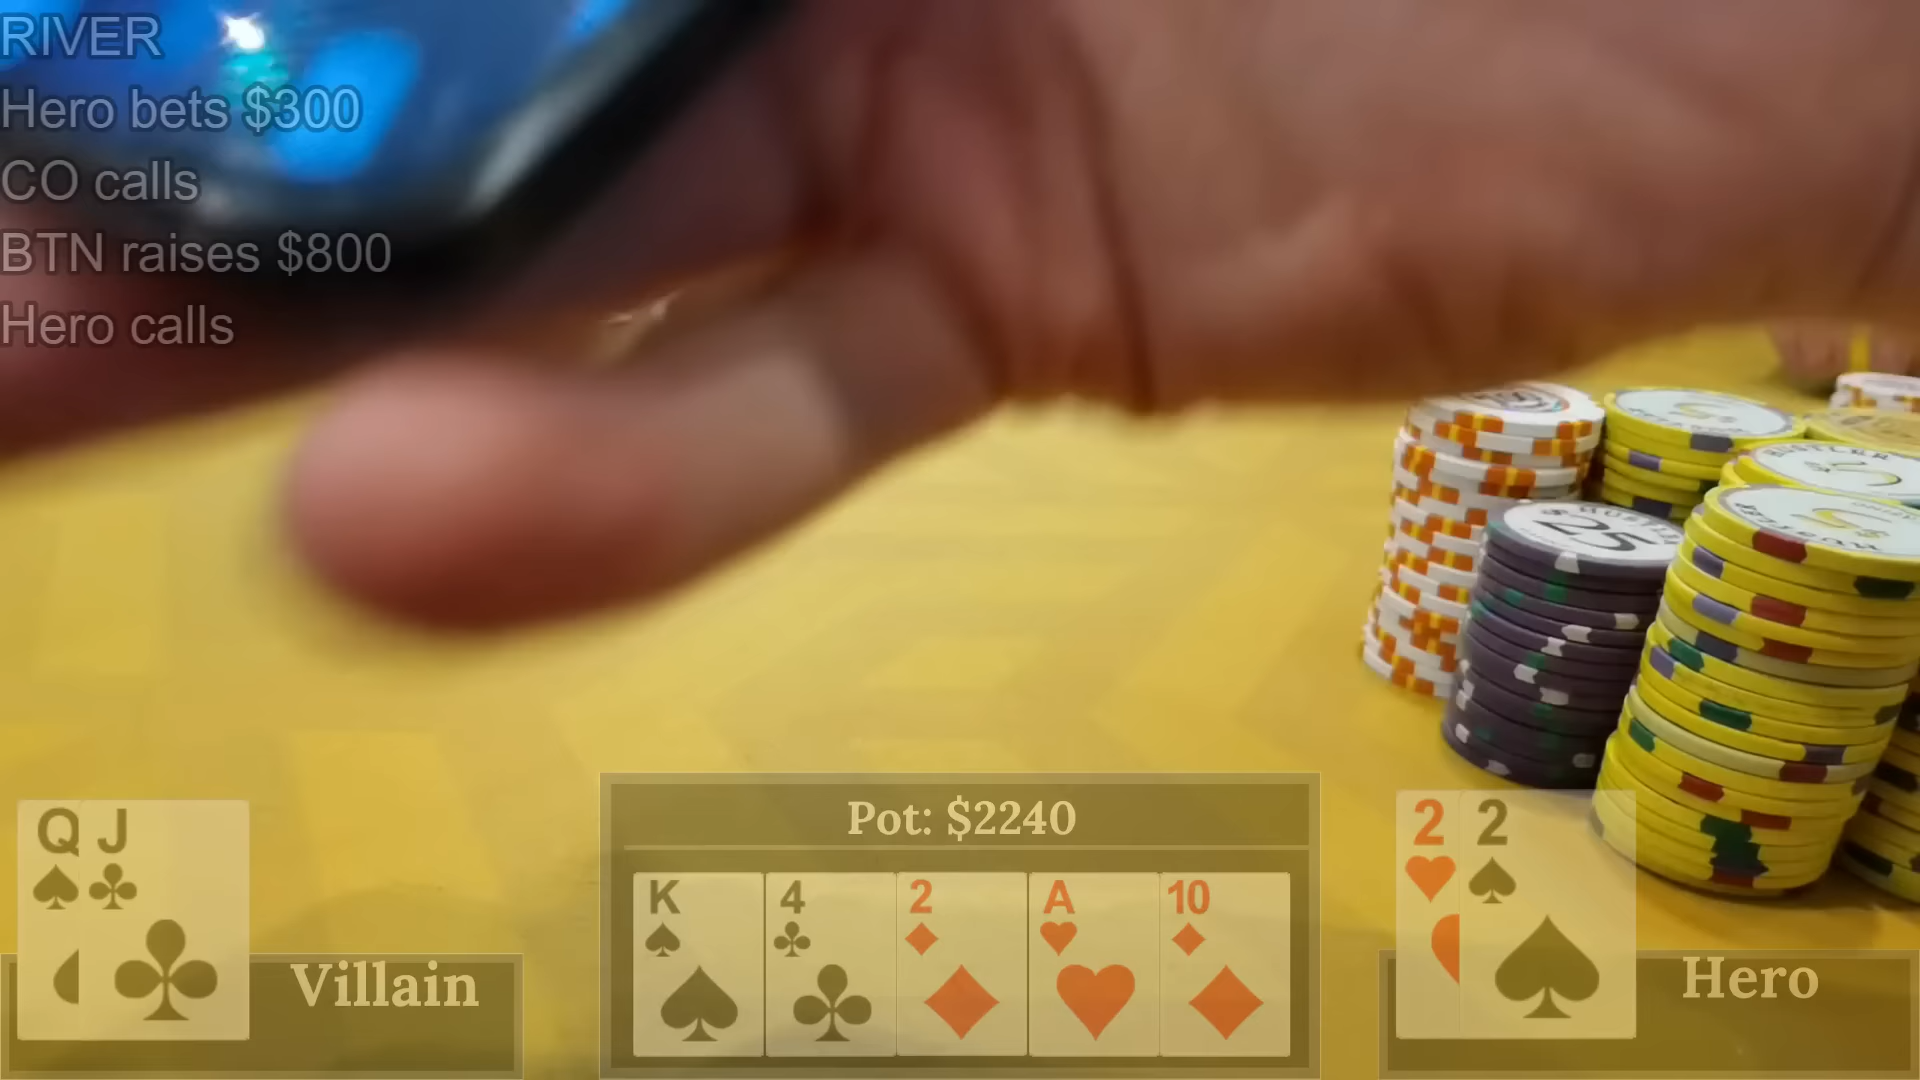 RIVER
Hero bets $300
CO calls
BTN raises $800
Hero calls
$25
Pot: $2240
Q J
K
4
2
A
10
2 2
Villain
Hero